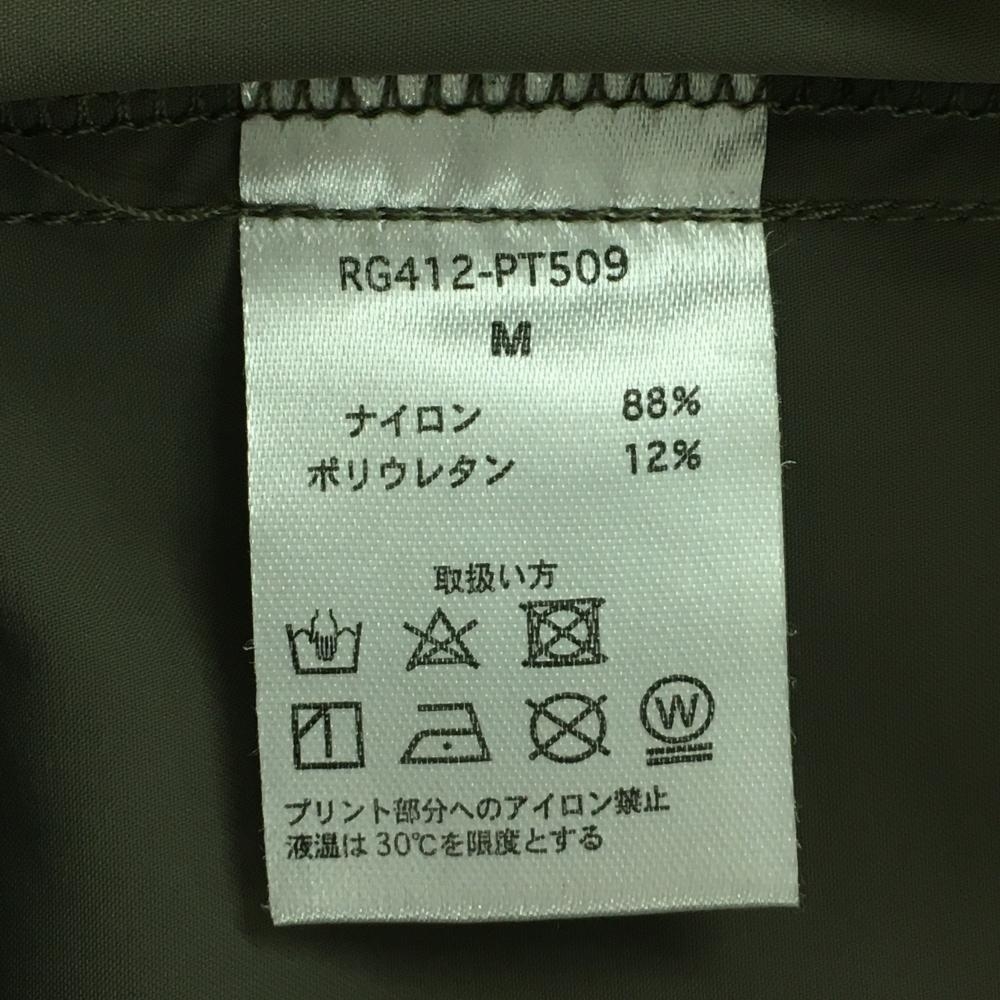 RG412-PT509
M
ナイロン 88%
ポリウレタン 12%
取扱い方
W
プリント部分へのアイロン禁止
液温は30℃を限度とする